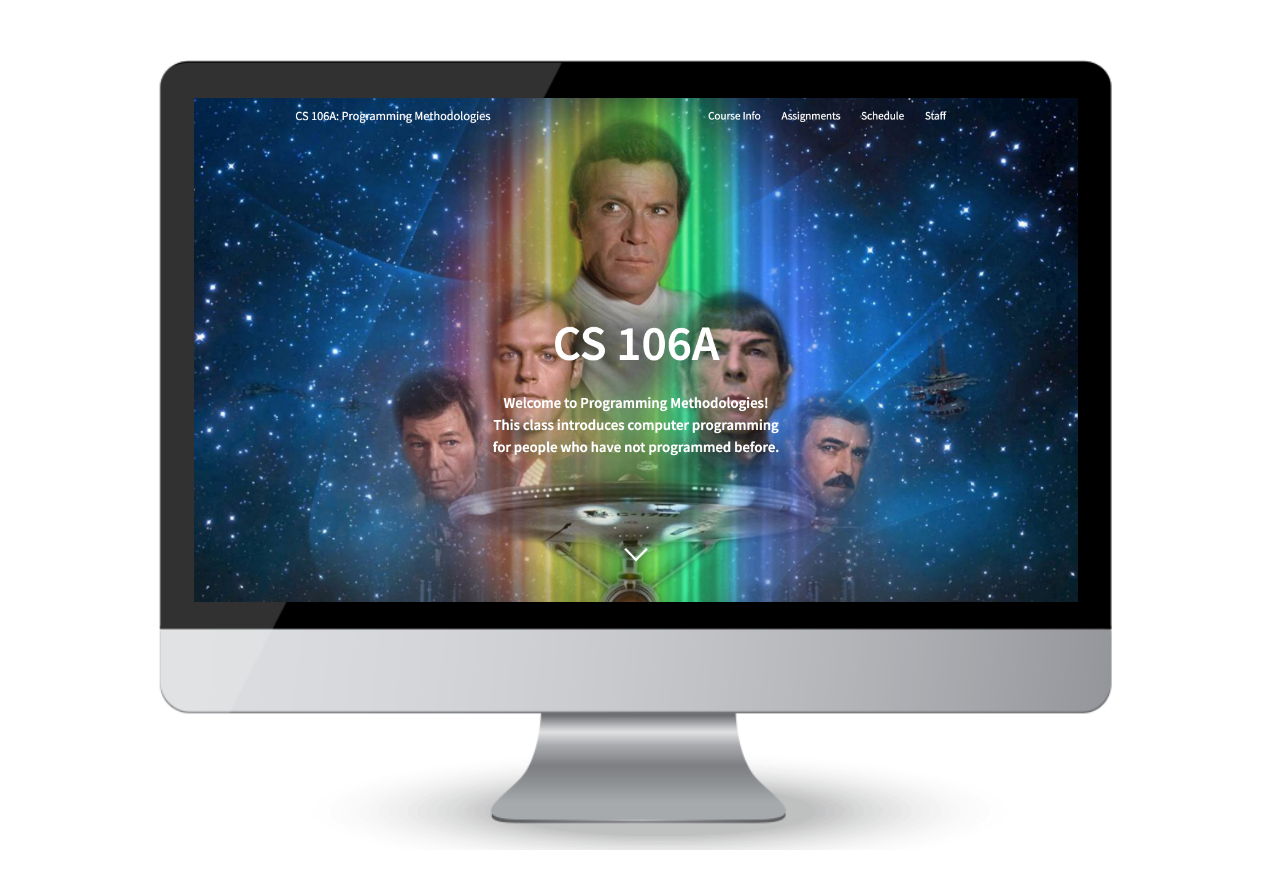 CS 106A: Programming Methodologies
Course Info Assignments Schedule Staff
CS 106A
Welcome to Programming Methodologies!
This class introduces computer programming
for people who have not programmed before.